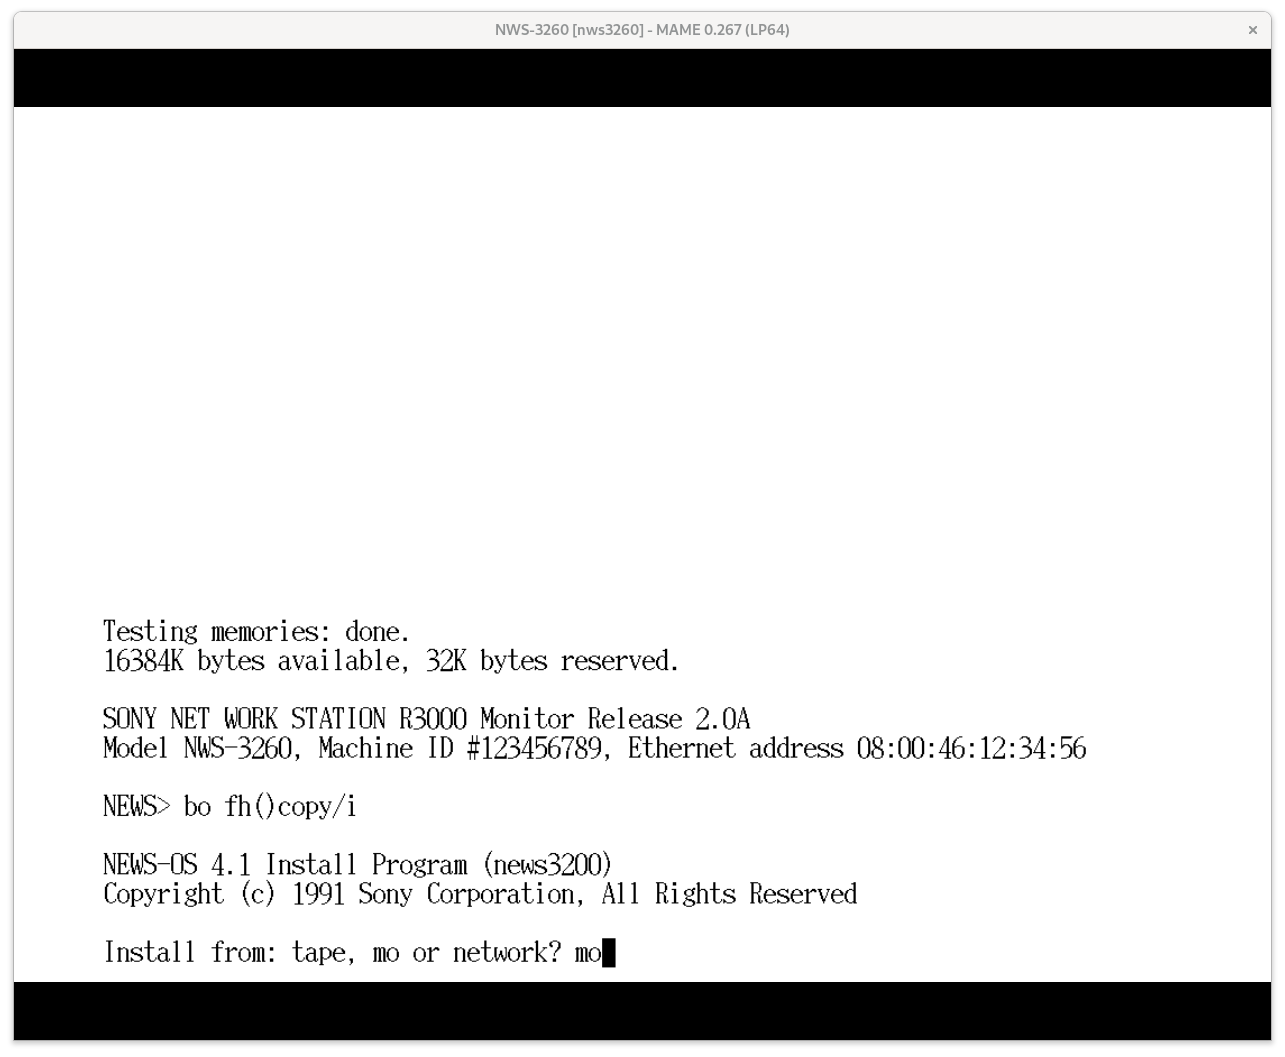 NWS-3260 [nws3260] - MAME 0.267 (LP64)
Testing memories: done.
16384K bytes available, 32K bytes reserved.
SONY NET WORK STATION R3000 Monitor Release 2.0A
Model NWS-3260, Machine ID #123456789, Ethernet address 08:00:46:12:34:56
NEWS> bo fh()copy/i
NEWS-OS 4.1 Install Program (news3200)
Copyright (c) 1991 Sony Corporation, All Rights Reserved
Install from: tape, mo or network? mo